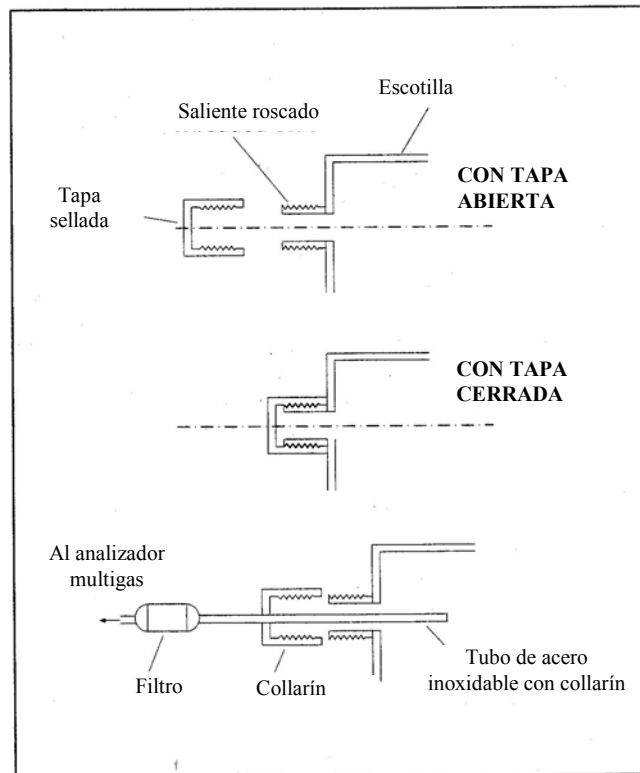 Escotilla
Saliente roscado
CON TAPA
ABIERTA
Tapa
sellada
CON TAPA
CERRADA
Al analizador
multigas
Filtro
Collarín
Tubo de acero
inoxidable con collarín